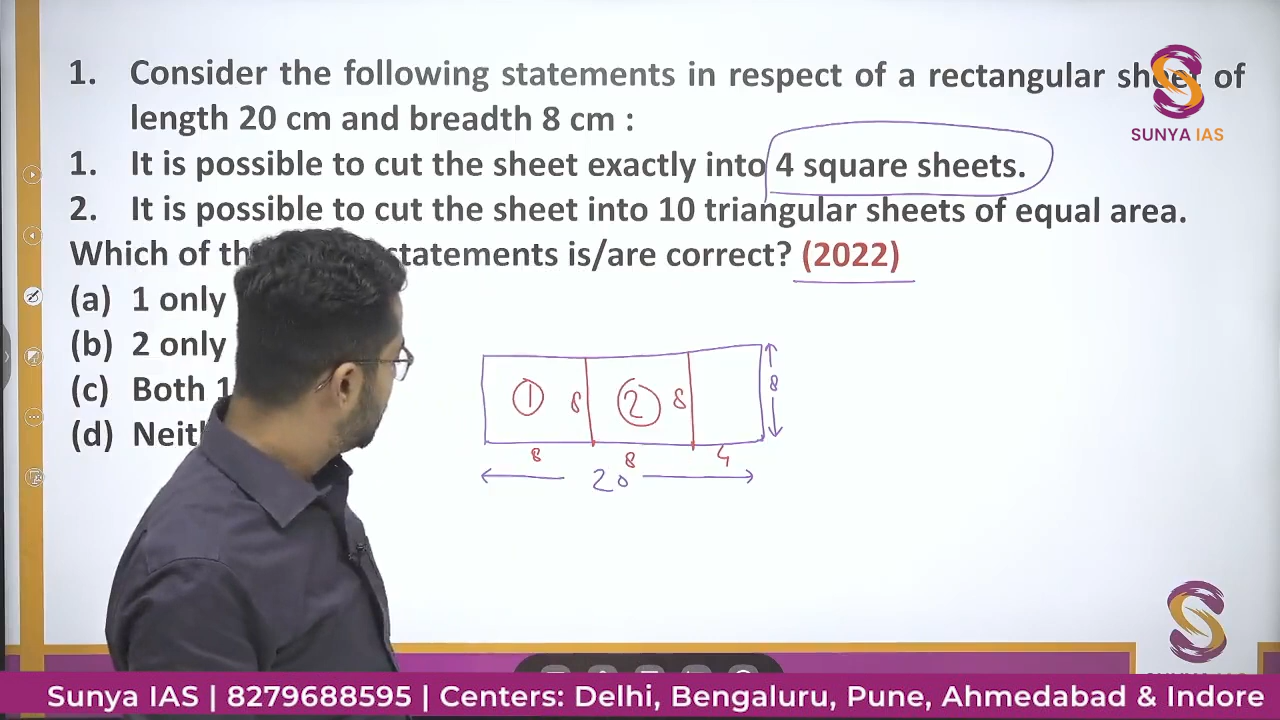 1. Consider the following statements in respect of a rectangular sheet of
length 20 cm and breadth 8 cm :
SUNYA IAS
1. It is possible to cut the sheet exactly into 4 square sheets.
2. It is possible to cut the sheet into 10 triangular sheets of equal area.
Which of statements is/are correct? (2022)
(a) 1 only
(b) 2 only
(c) Both 1
(d)
1 8 2 8 8
8 8 4
20
Sunya IAS | 8279688595 | Centers: Delhi, Bengaluru, Pune, Ahmedabad & Indore